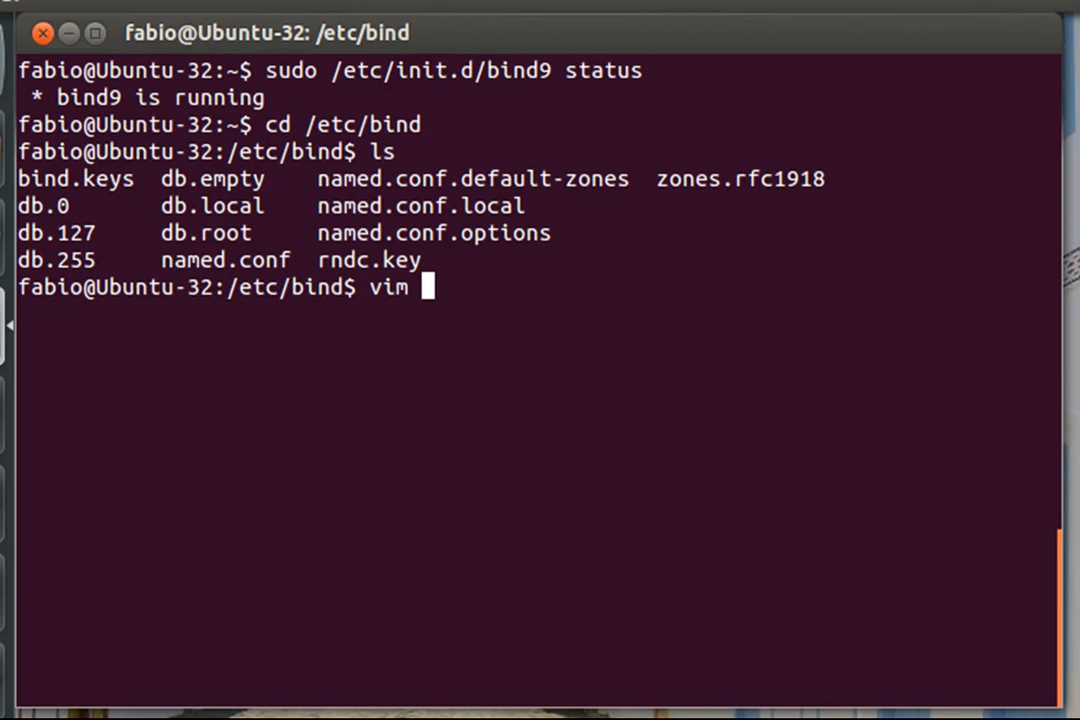 fabio@Ubuntu-32: /etc/bind
fabio@Ubuntu-32:~$ sudo /etc/init.d/bind9 status
 * bind9 is running
fabio@Ubuntu-32:~$ cd /etc/bind
fabio@Ubuntu-32:/etc/bind$ ls
bind.keys  db.empty    named.conf.default-zones  zones.rfc1918
db.0       db.local    named.conf.local
db.127     db.root     named.conf.options
db.255     named.conf  rndc.key
fabio@Ubuntu-32:/etc/bind$ vim